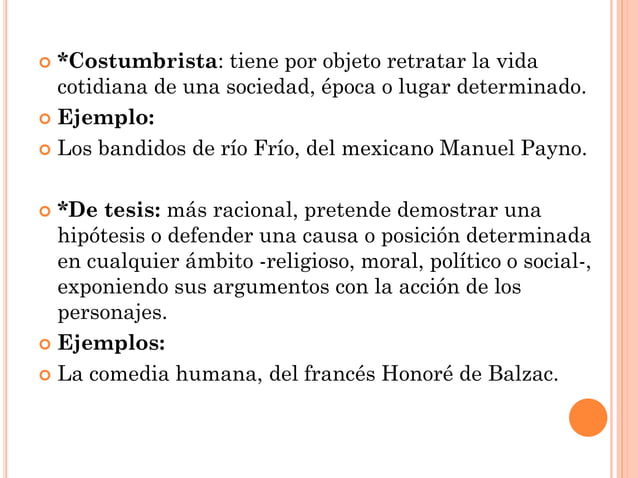 *Costumbrista: tiene por objeto retratar la vida
cotidiana de una sociedad, época o lugar determinado.
Ejemplo:
Los bandidos de río Frío, del mexicano Manuel Payno.
*De tesis: más racional, pretende demostrar una
hipótesis o defender una causa o posición determinada
en cualquier ámbito -religioso, moral, político o social-,
exponiendo sus argumentos con la acción de los
personajes.
Ejemplos:
La comedia humana, del francés Honoré de Balzac.